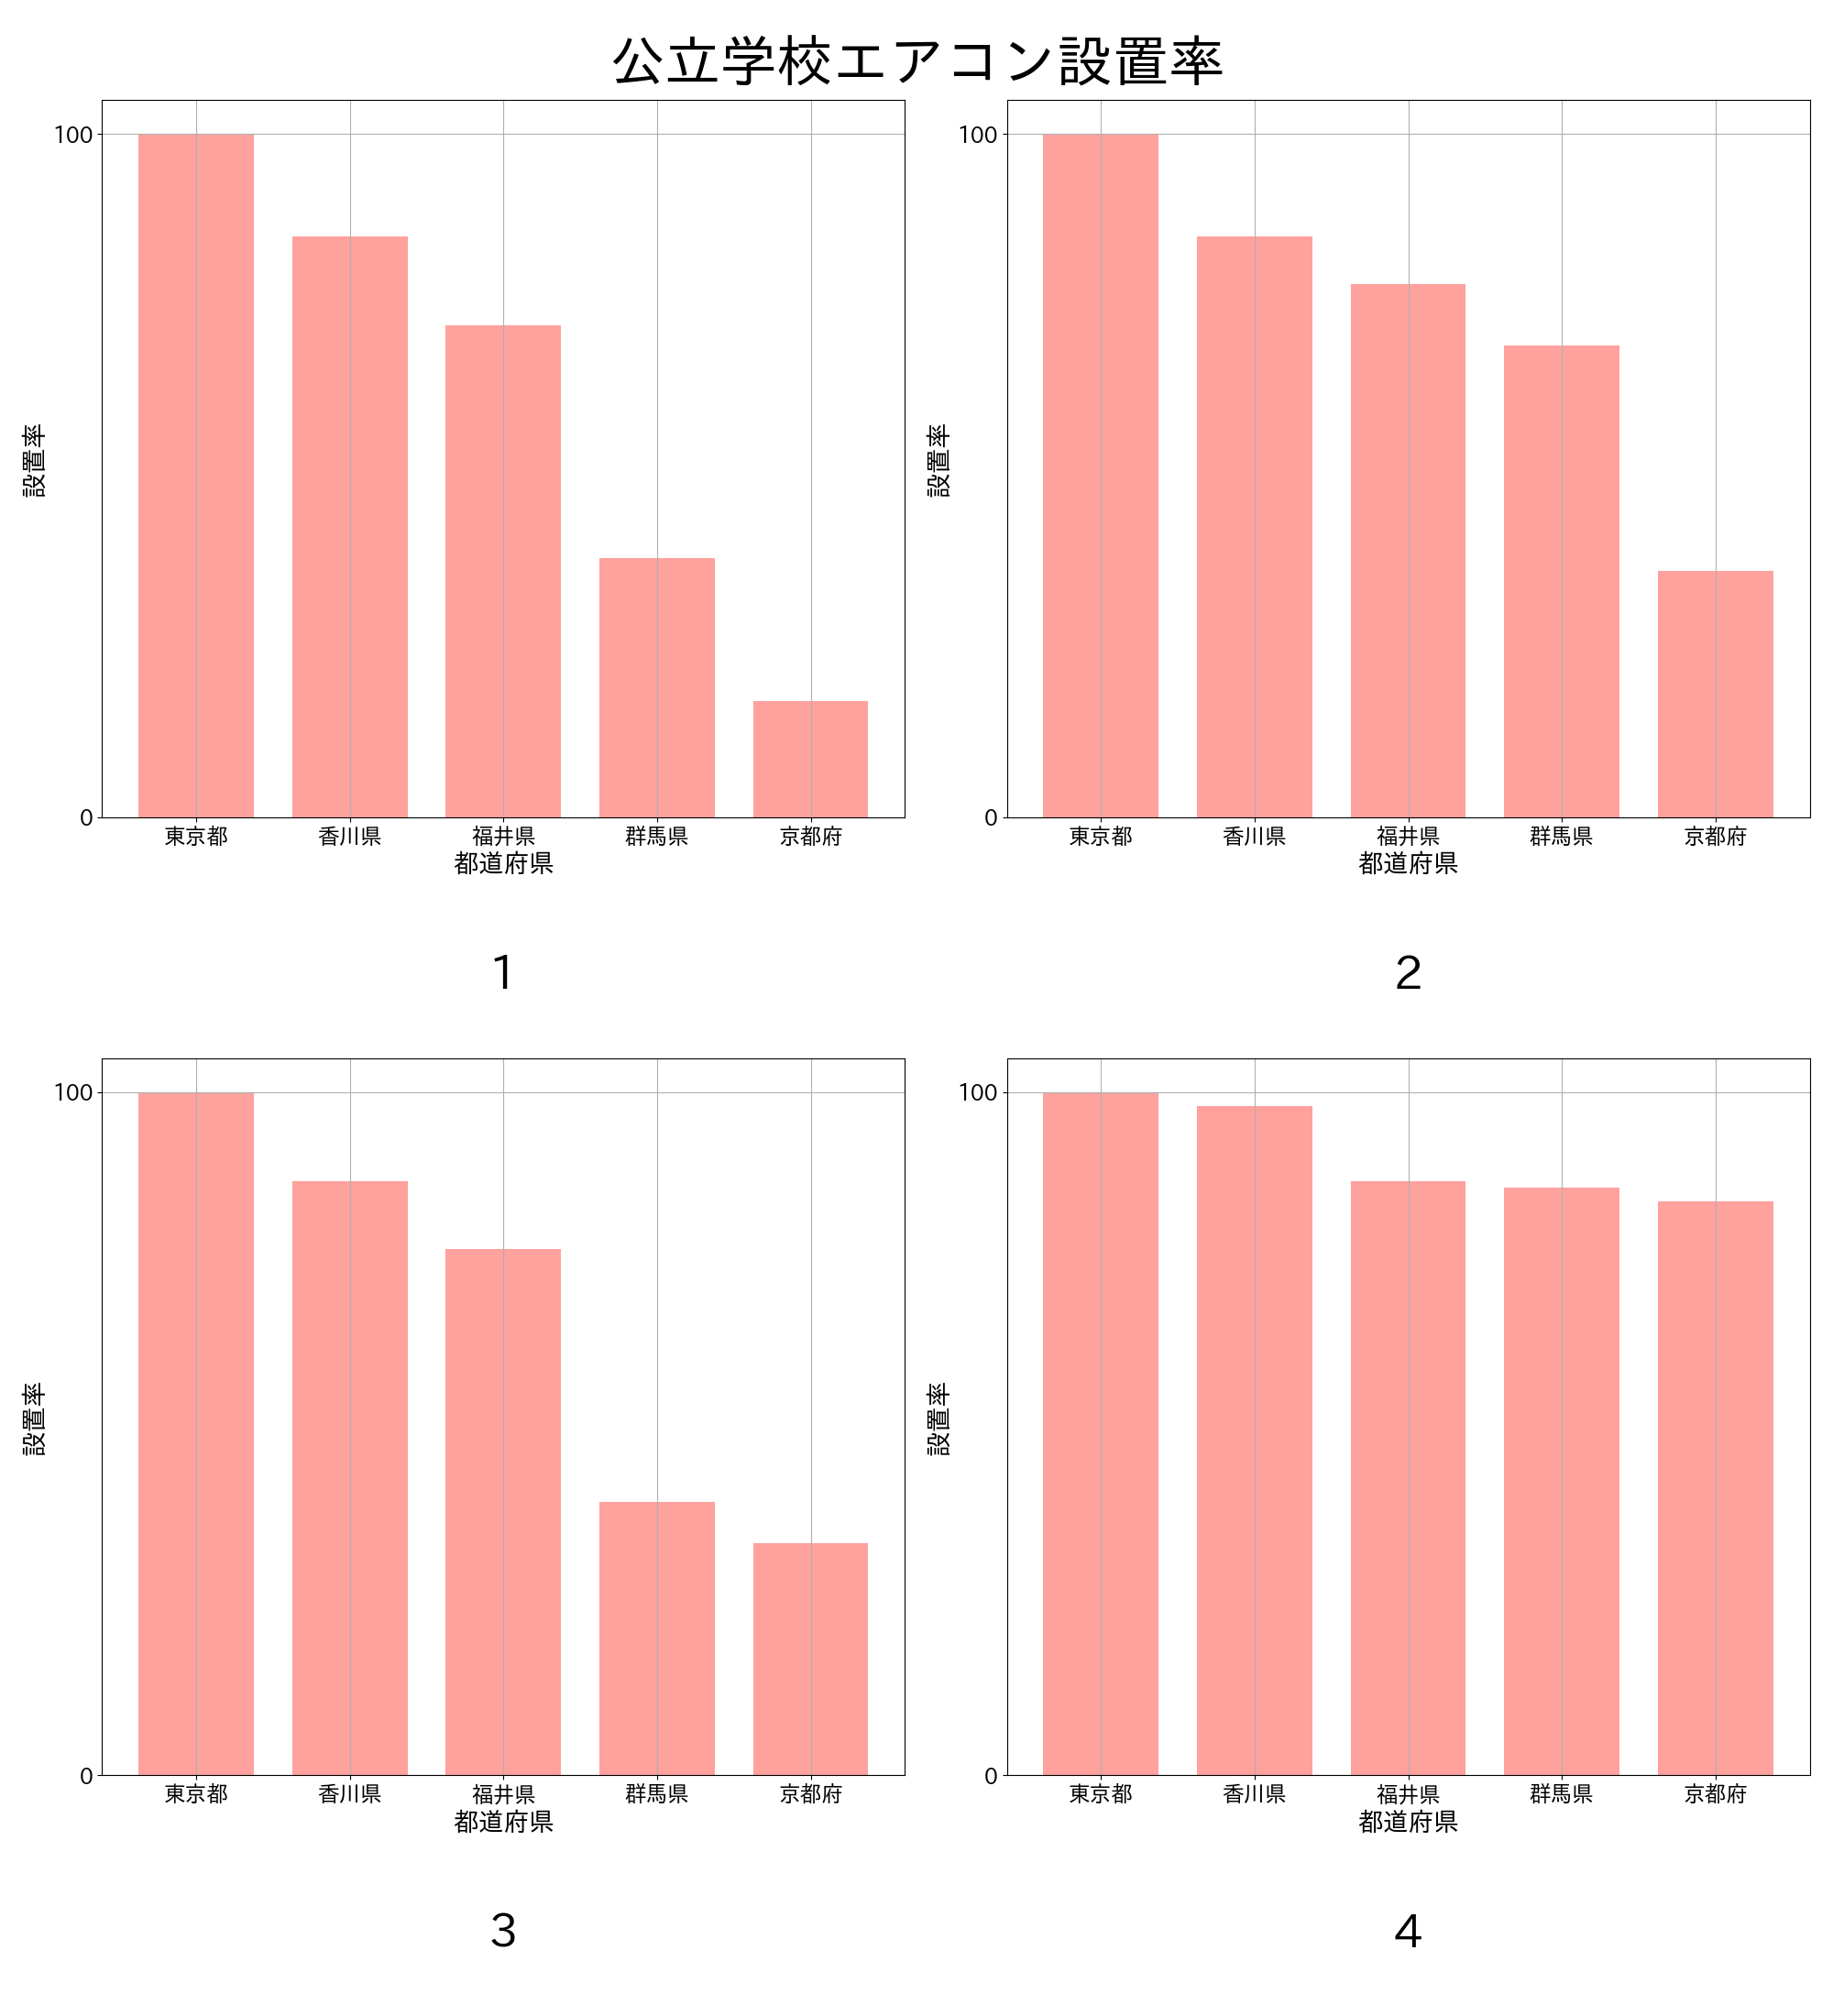 公立学校エアコン設置率
100
0
設置率
東京都 香川県 福井県 群馬県 京都府
都道府県
1
100
0
設置率
東京都 香川県 福井県 群馬県 京都府
都道府県
2
100
0
設置率
東京都 香川県 福井県 群馬県 京都府
都道府県
3
100
0
設置率
東京都 香川県 福井県 群馬県 京都府
都道府県
4